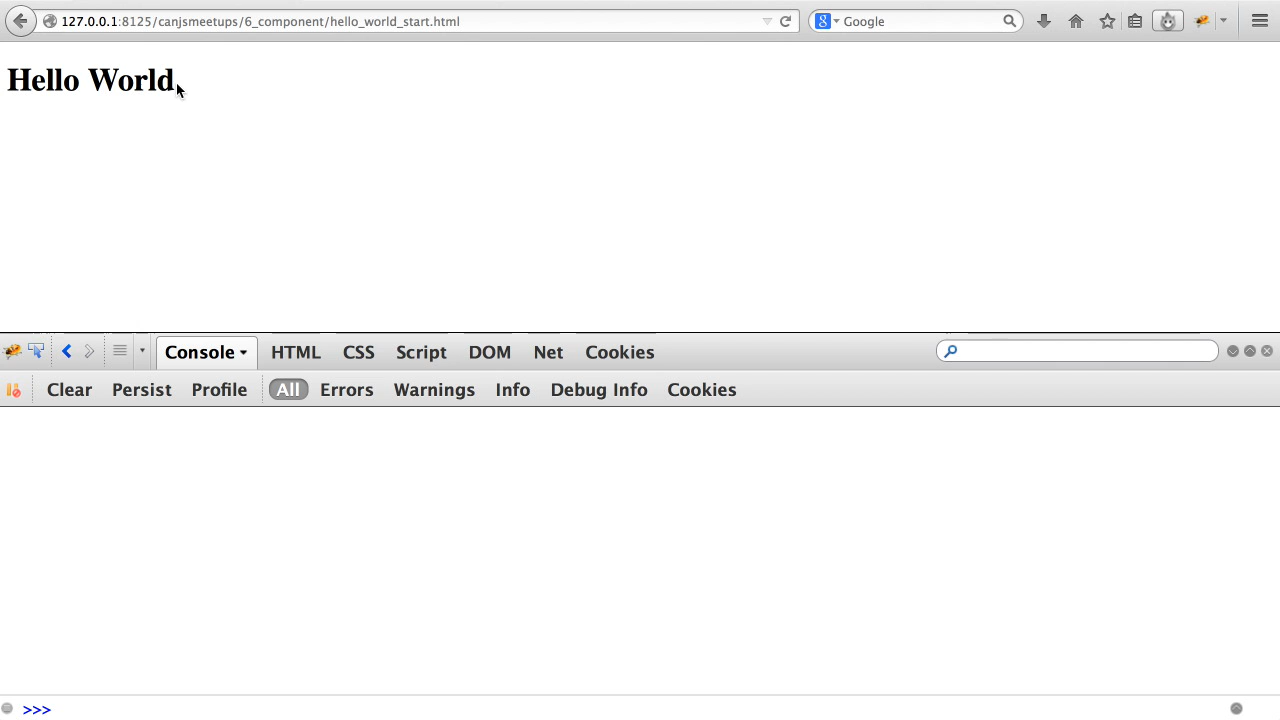 127.0.0.1:8125/canjsmeetups/6_component/hello_world_start.html
8 Google
Hello World
Console HTML CSS Script DOM Net Cookies
Clear Persist Profile All Errors Warnings Info Debug Info Cookies
>>>